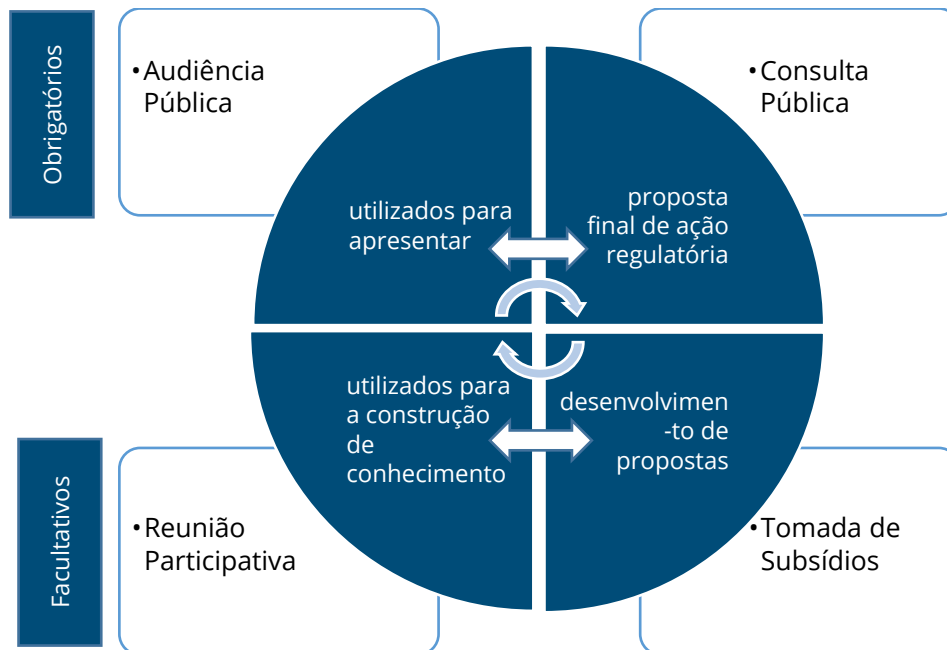 Obrigatórios
•Audiência
Pública
•Consulta
Pública
utilizados para
apresentar
proposta
final de ação
regulatória
utilizados para
a construção
de
conhecimento
desenvolvimen
-to de
propostas
Facultativos
•Reunião
Participativa
•Tomada de
Subsídios